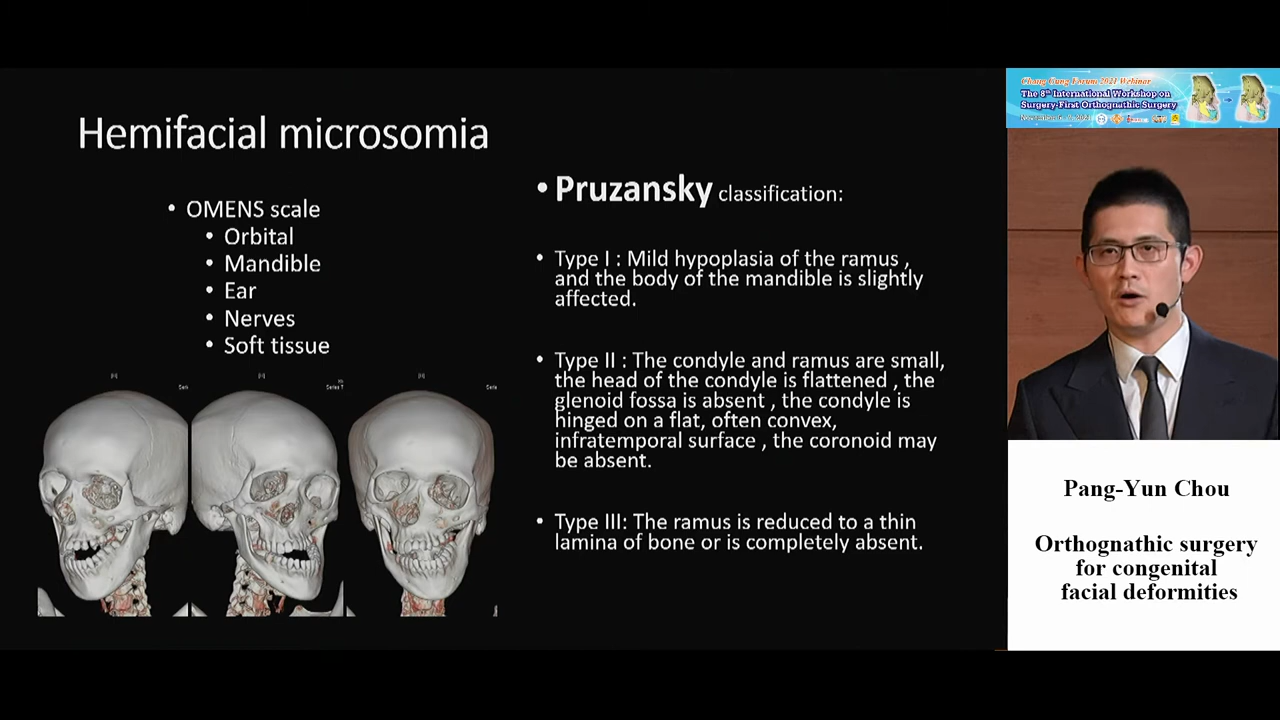 Hemifacial microsomia
• OMENS scale
• Orbital
• Mandible
• Ear
• Nerves
• Soft tissue
• Pruzansky classification:
• Type I : Mild hypoplasia of the ramus ,
and the body of the mandible is slightly
affected.
• Type II : The condyle and ramus are small,
the head of the condyle is flattened , the
glenoid fossa is absent , the condyle is
hinged on a flat, often convex,
infratemporal surface , the coronoid may
be absent.
• Type III: The ramus is reduced to a thin
lamina of bone or is completely absent.
Chang Gung Forum 2021 Webinar
The 8th International Workshop on
Surgery-First Orthognathic Surgery
Pang-Yun Chou
Orthognathic surgery
for congenital
facial deformities